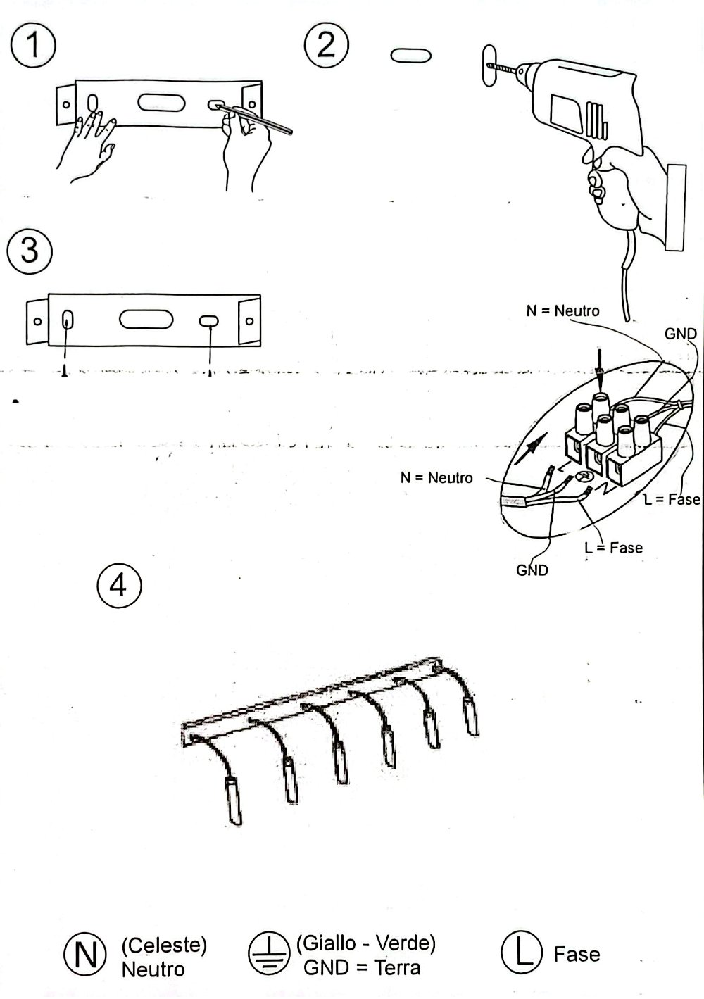 1
2
3
N = Neutro
GND
L
N
N = Neutro
L = Fase
L = Fase
GND
4
N (Celeste)
Neutro
(Giallo - Verde)
GND = Terra
L Fase